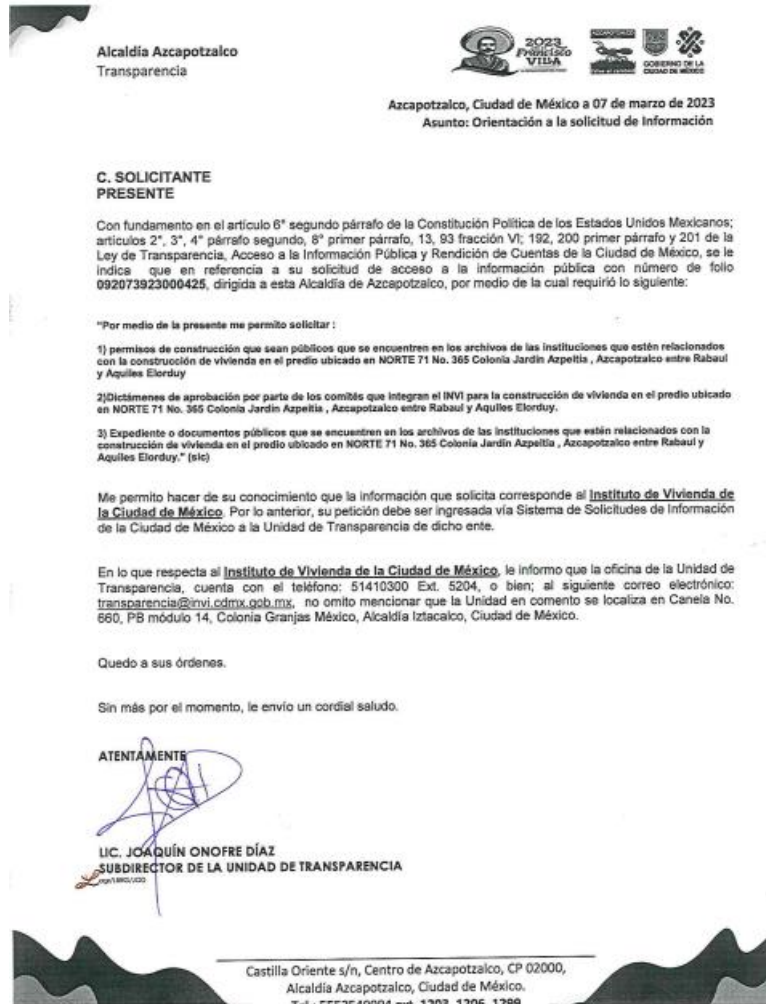 Alcaldía Azcapotzalco
Transparencia
2023
Francisco
VILLA
GOBIERNO DE LA
CIUDAD DE MÉXICO
Azcapotzalco, Ciudad de México a 07 de marzo de 2023
Asunto: Orientación a la solicitud de Información
C. SOLICITANTE
PRESENTE
Con fundamento en el artículo 6° segundo párrafo de la Constitución Política de los Estados Unidos Mexicanos;
artículos 2°, 3°, 4° párrafo segundo, 8° primer párrafo, 13, 93 fracción VI; 192, 200 primer párrafo y 201 de la
Ley de Transparencia, Acceso a la Información Pública y Rendición de Cuentas de la Ciudad de México, se le
indica que en referencia a su solicitud de acceso a la información pública con número de folio
092073923000425, dirigida a esta Alcaldía de Azcapotzalco, por medio de la cual requirió lo siguiente:
"Por medio de la presente me permito solicitar :
1) permisos de construcción que sean públicos que se encuentren en los archivos de las instituciones que estén relacionados
con la construcción de vivienda en el predio ubicado en NORTE 71 No. 365 Colonia Jardin Azpeitia , Azcapotzalco entre Rabaul
y Aquiles Elorduy
2)Dictámenes de aprobación por parte de los comités que integran el INVI para la construcción de vivienda en el predio ubicado
en NORTE 71 No. 365 Colonia Jardin Azpeitia , Azcapotzalco entre Rabaul y Aquiles Elorduy.
3) Expediente o documentos públicos que se encuentren en los archivos de las instituciones que estén relacionados con la
construcción de vivienda en el predio ubicado en NORTE 71 No. 365 Colonia Jardin Azpeitia , Azcapotzalco entre Rabaul y
Aquiles Elorduy." (sic)
Me permito hacer de su conocimiento que la información que solicita corresponde al Instituto de Vivienda de
la Ciudad de México. Por lo anterior, su petición debe ser ingresada vía Sistema de Solicitudes de Información
de la Ciudad de México a la Unidad de Transparencia de dicho ente.
En lo que respecta al Instituto de Vivienda de la Ciudad de México, le informo que la oficina de la Unidad de
Transparencia, cuenta con el teléfono: 51410300 Ext. 5204, o bien; al siguiente correo electrónico:
transparencia@invi.cdmx.gob.mx, no omito mencionar que la Unidad en comento se localiza en Canela No.
660, PB módulo 14, Colonia Granjas México, Alcaldía Iztacalco, Ciudad de México.
Quedo a sus órdenes.
Sin más por el momento, le envío un cordial saludo.
ATENTAMENTE
LIC. JOAQUÍN ONOFRE DÍAZ
SUBDIRECTOR DE LA UNIDAD DE TRANSPARENCIA
Castilla Oriente s/n, Centro de Azcapotzalco, CP 02000,
Alcaldía Azcapotzalco, Ciudad de México.